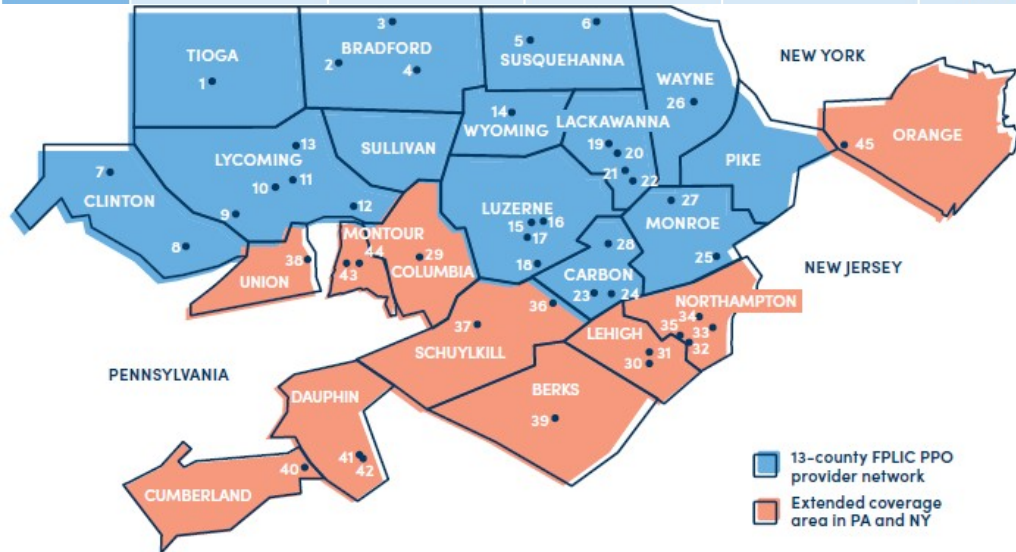 3
6
TIOGA
BRADFORD
5
SUSQUEHANNA
NEW YORK
1
2
4
WAYNE
26
14
WYOMING
LACKAWANNA
ORANGE
45
13
LYCOMING
SULLIVAN
19
20
PIKE
7
CLINTON
10
11
21
22
9
12
LUZERNE
15
16
17
27
MONROE
8
MONTOUR
28
38
UNION
43
44
29
COLUMBIA
18
CARBON
25
NEW JERSEY
23
24
36
NORTHAMPTON
37
SCHUYLKILL
LEHIGH
34
35
33
32
31
30
PENNSYLVANIA
DAUPHIN
BERKS
39
41
42
40
CUMBERLAND
13-county FPLIC PPO
provider network
Extended coverage
area in PA and NY